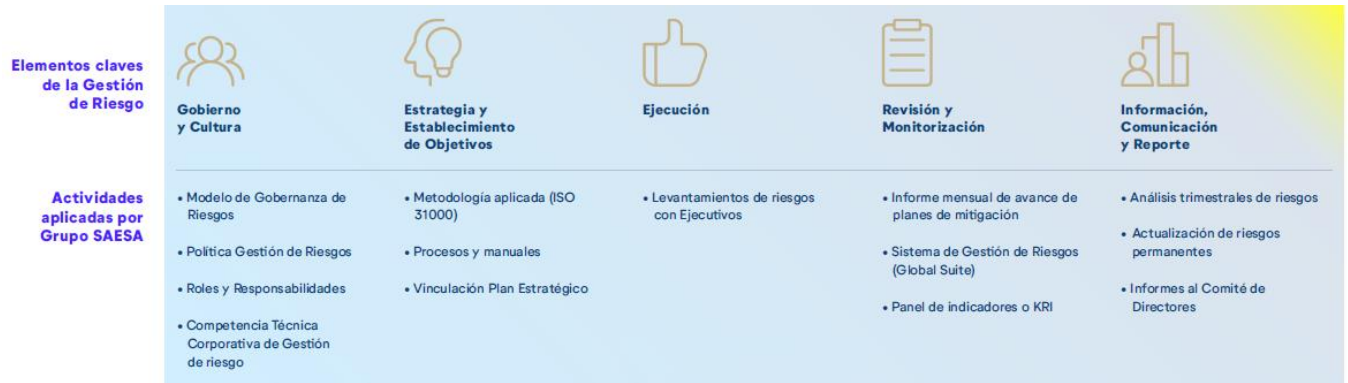 Elementos claves
de la Gestión
de Riesgo
Gobierno
y Cultura
Estrategia y
Establecimiento
de Objetivos
Ejecución
Revisión y
Monitorización
Información,
Comunicación
y Reporte
Actividades
aplicadas por
Grupo SAESA
• Modelo de Gobernanza de
Riesgos
• Política Gestión de Riesgos
• Roles y Responsabilidades
• Competencia Técnica
Corporativa de Gestión
de riesgo
• Metodología aplicada (ISO
31000)
• Procesos y manuales
• Vinculación Plan Estratégico
• Levantamientos de riesgos
con Ejecutivos
• Informe mensual de avance de
planes de mitigación
• Sistema de Gestión de Riesgos
(Global Suite)
• Panel de indicadores o KRI
• Análisis trimestrales de riesgos
• Actualización de riesgos
permanentes
• Informes al Comité de
Directores